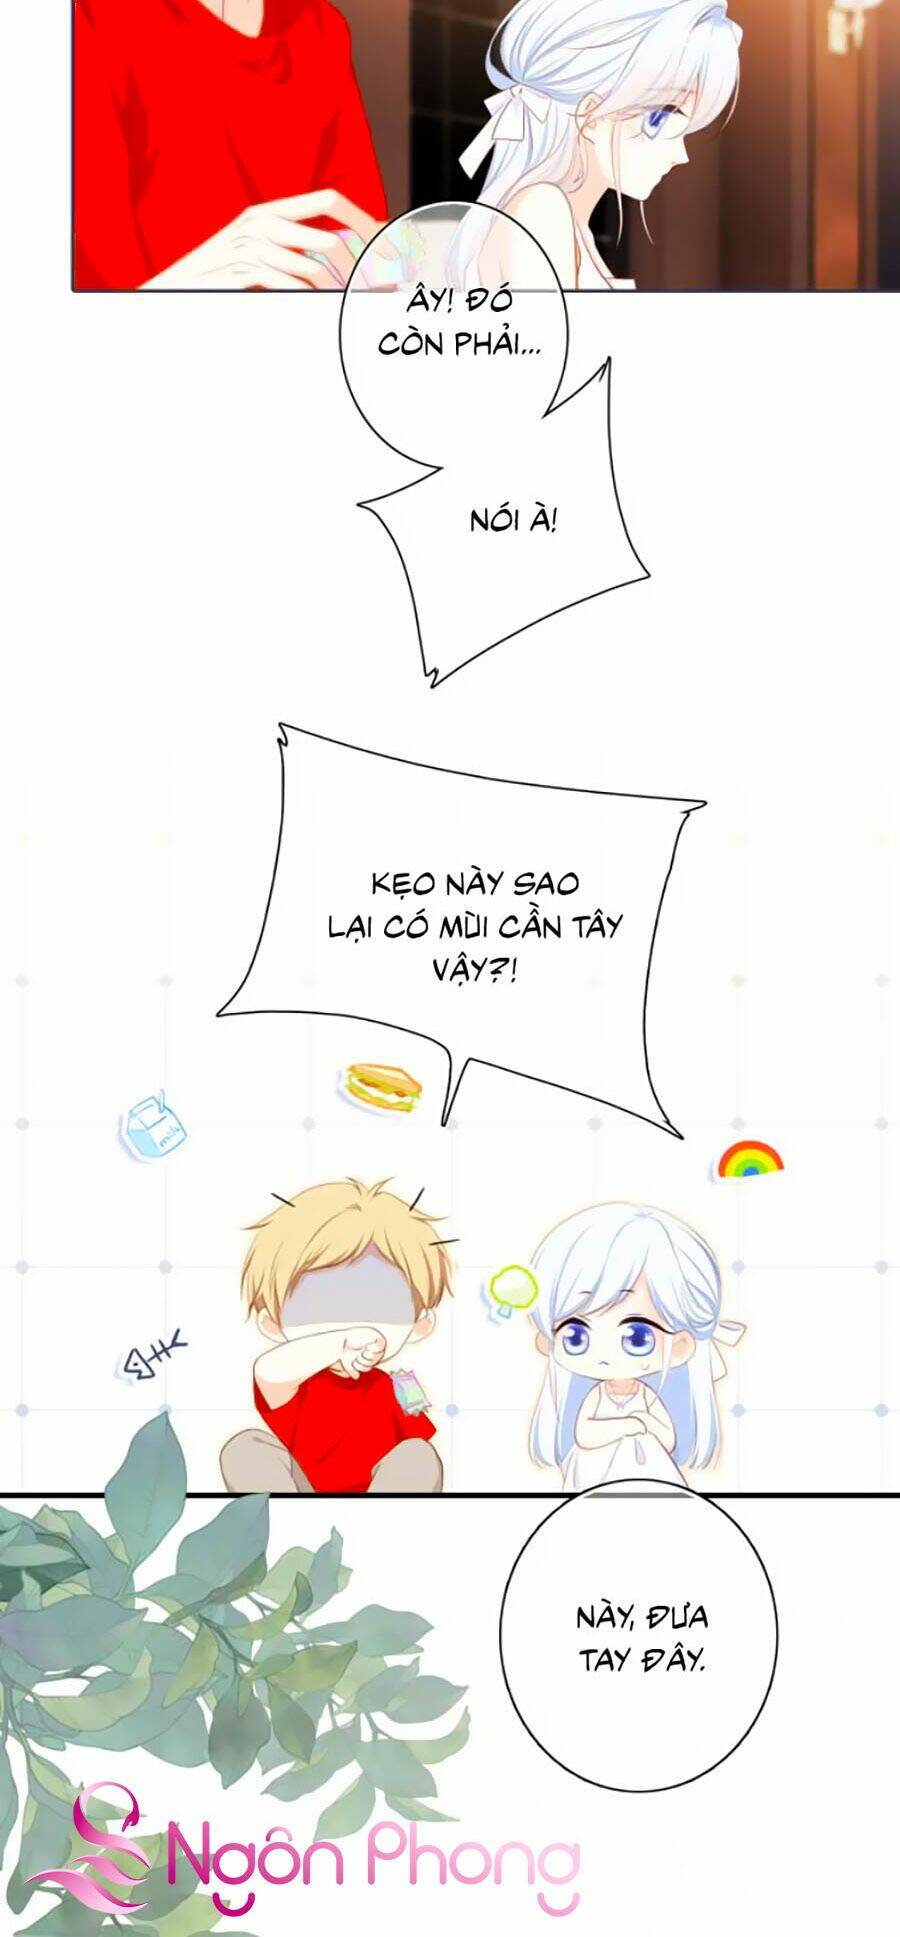 ÂY! ĐÓ
CÒN PHẢI...
NÓI À!
KẸO NÀY SAO
LẠI CÓ MÙI CẦN TÂY
VẬY?!
milk
NÀY, ĐƯA
TAY ĐÂY.
Ngôn Phong